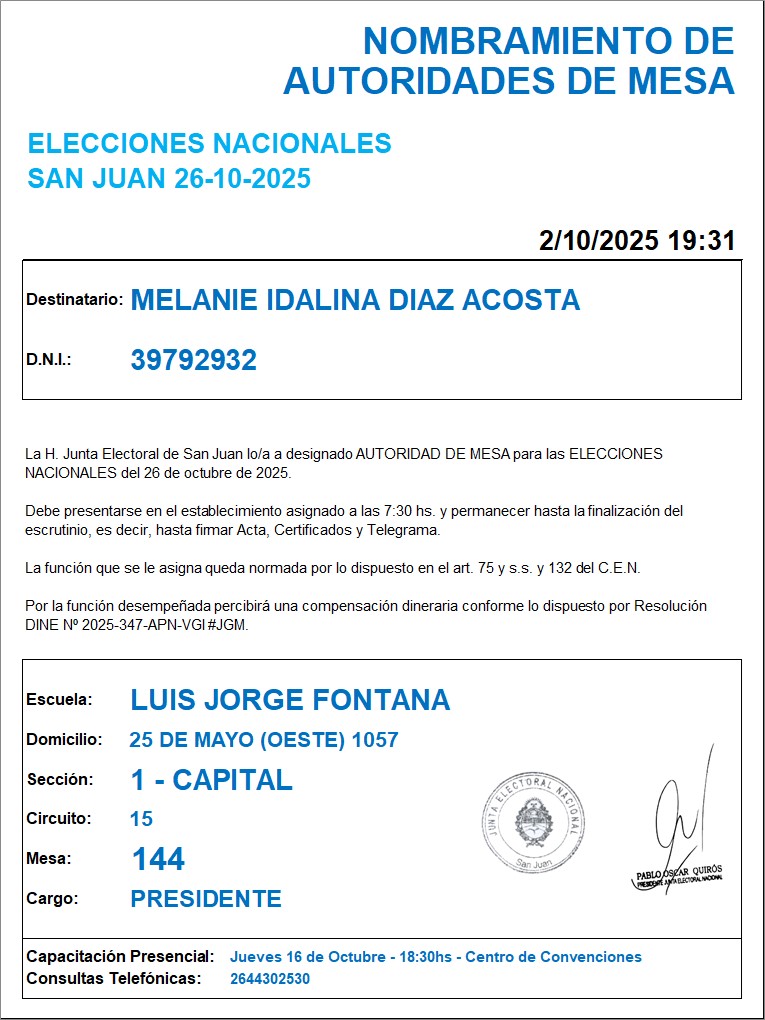 NOMBRAMIENTO DE
AUTORIDADES DE MESA
ELECCIONES NACIONALES
SAN JUAN 26-10-2025
2/10/2025 19:31
Destinatario: MELANIE IDALINA DIAZ ACOSTA
D.N.I.: 39792932
La H. Junta Electoral de San Juan lo/a a designado AUTORIDAD DE MESA para las ELECCIONES
NACIONALES del 26 de octubre de 2025.
Debe presentarse en el establecimiento asignado a las 7:30 hs. y permanecer hasta la finalización del
escrutinio, es decir, hasta firmar Acta, Certificados y Telegrama.
La función que se le asigna queda normada por lo dispuesto en el art. 75 y s.s. y 132 del C.E.N.
Por la función desempeñada percibirá una compensación dineraria conforme lo dispuesto por Resolución
DINE Nº 2025-347-APN-VGI#JGM.
Escuela: LUIS JORGE FONTANA
Domicilio: 25 DE MAYO (OESTE) 1057
Sección: 1 - CAPITAL
Circuito: 15
Mesa: 144
Cargo: PRESIDENTE
JUNTA ELECTORAL NACIONAL
San Juan
PABLO OSCAR QUIRÓS
PRESIDENTE JUNTA ELECTORAL NACIONAL
Capacitación Presencial: Jueves 16 de Octubre - 18:30hs - Centro de Convenciones
Consultas Telefónicas: 2644302530